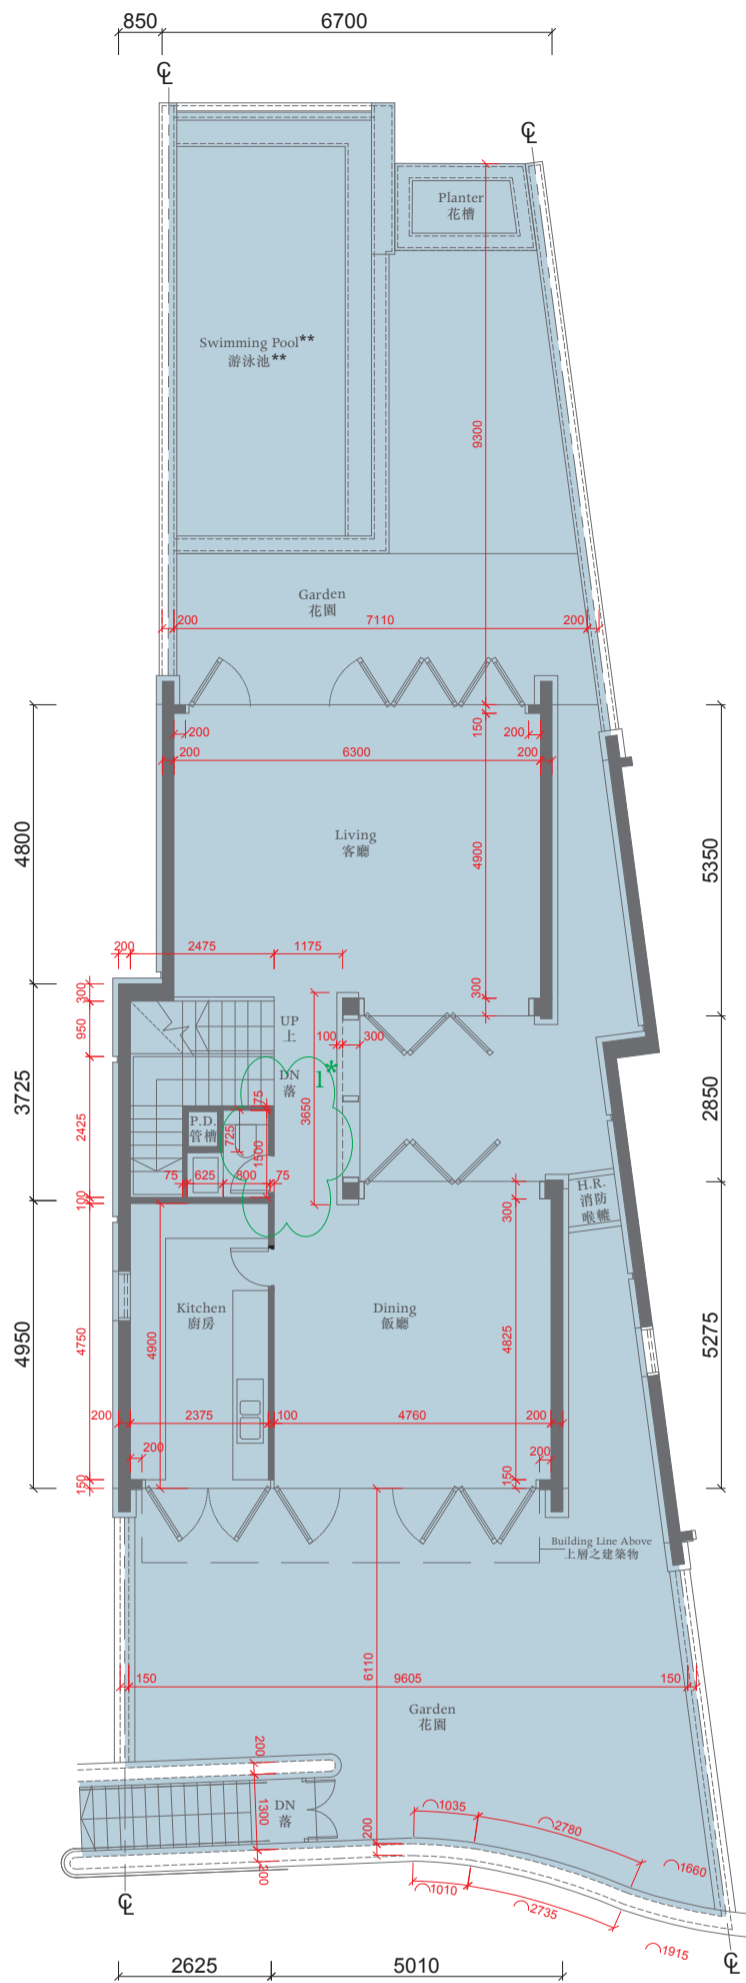 850
6700
℄
℄
Planter
花槽
Swimming Pool**
游泳池**
9300
Garden
花園
200
7110
200
200
150
200
200
6300
200
4800
5350
Living
客廳
4900
200
2475
1175
300
300
950
UP
上
100
300
1*
DN
落
3650
3725
2850
2425
P.D.
管槽
75
725
1500
75
625
800
75
100
H.R.
消防
喉轆
300
Kitchen
廚房
Dining
飯廳
4950
4750
4900
4825
5275
200
2375
100
4760
200
200
200
150
150
Building Line Above
上層之建築物
6110
150
9605
150
Garden
花園
200
DN
落
1300
200
200
⌒1035
⌒2780
⌒1660
⌒1010
⌒2735
⌒1915
℄
℄
2625
5010